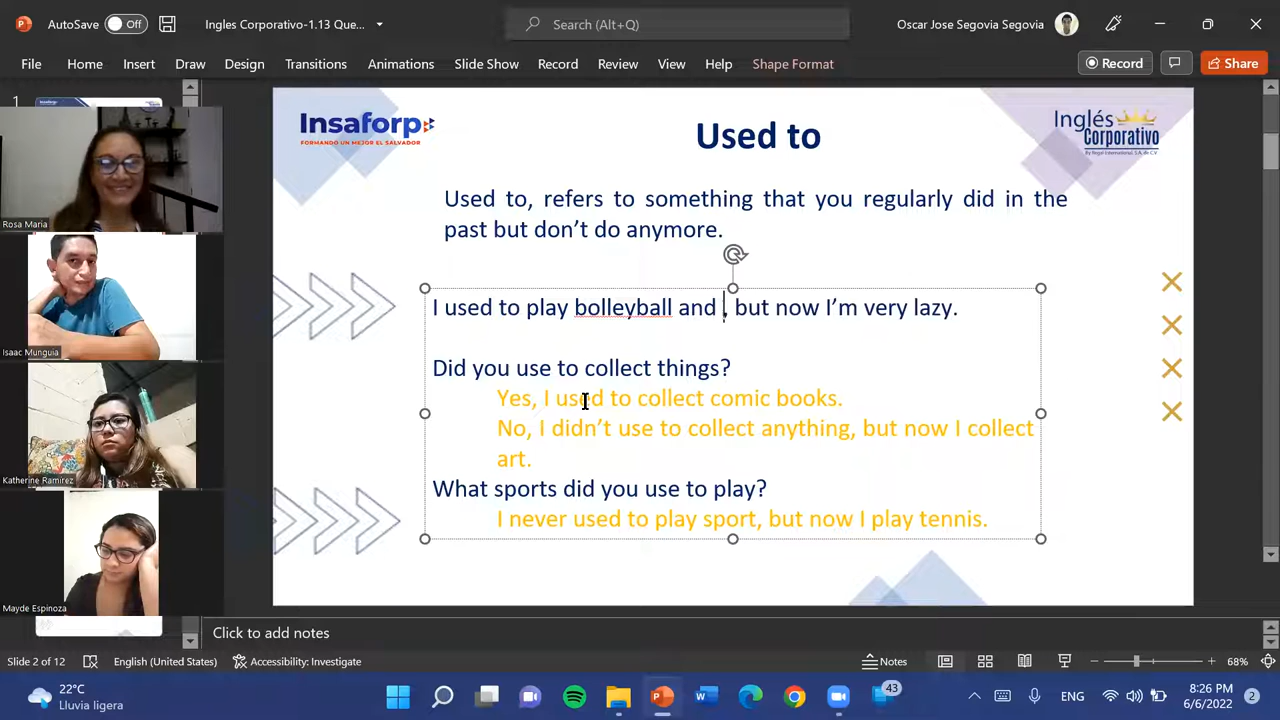 AutoSave Off Ingles Corporativo-1.13 Que... Search (Alt+Q) Oscar Jose Segovia Segovia
File Home Insert Draw Design Transitions Animations Slide Show Record Review View Help Shape Format Record Share
1
Rosa Maria
Isaac Munguia
Katherine Ramirez
Mayde Espinoza
Insaforp
FORMANDO UN MEJOR EL SALVADOR
Inglés
Corporativo
By Regal International, S.A. de C.V.
Used to
Used to, refers to something that you regularly did in the
past but don’t do anymore.
I used to play bolleyball and , but now I’m very lazy.
Did you use to collect things?
Yes, I used to collect comic books.
No, I didn’t use to collect anything, but now I collect
art.
What sports did you use to play?
I never used to play sport, but now I play tennis.
Click to add notes
Slide 2 of 12 English (United States) Accessibility: Investigate Notes 68%
22°C
Lluvia ligera
43
ENG
8:26 PM
6/6/2022
2